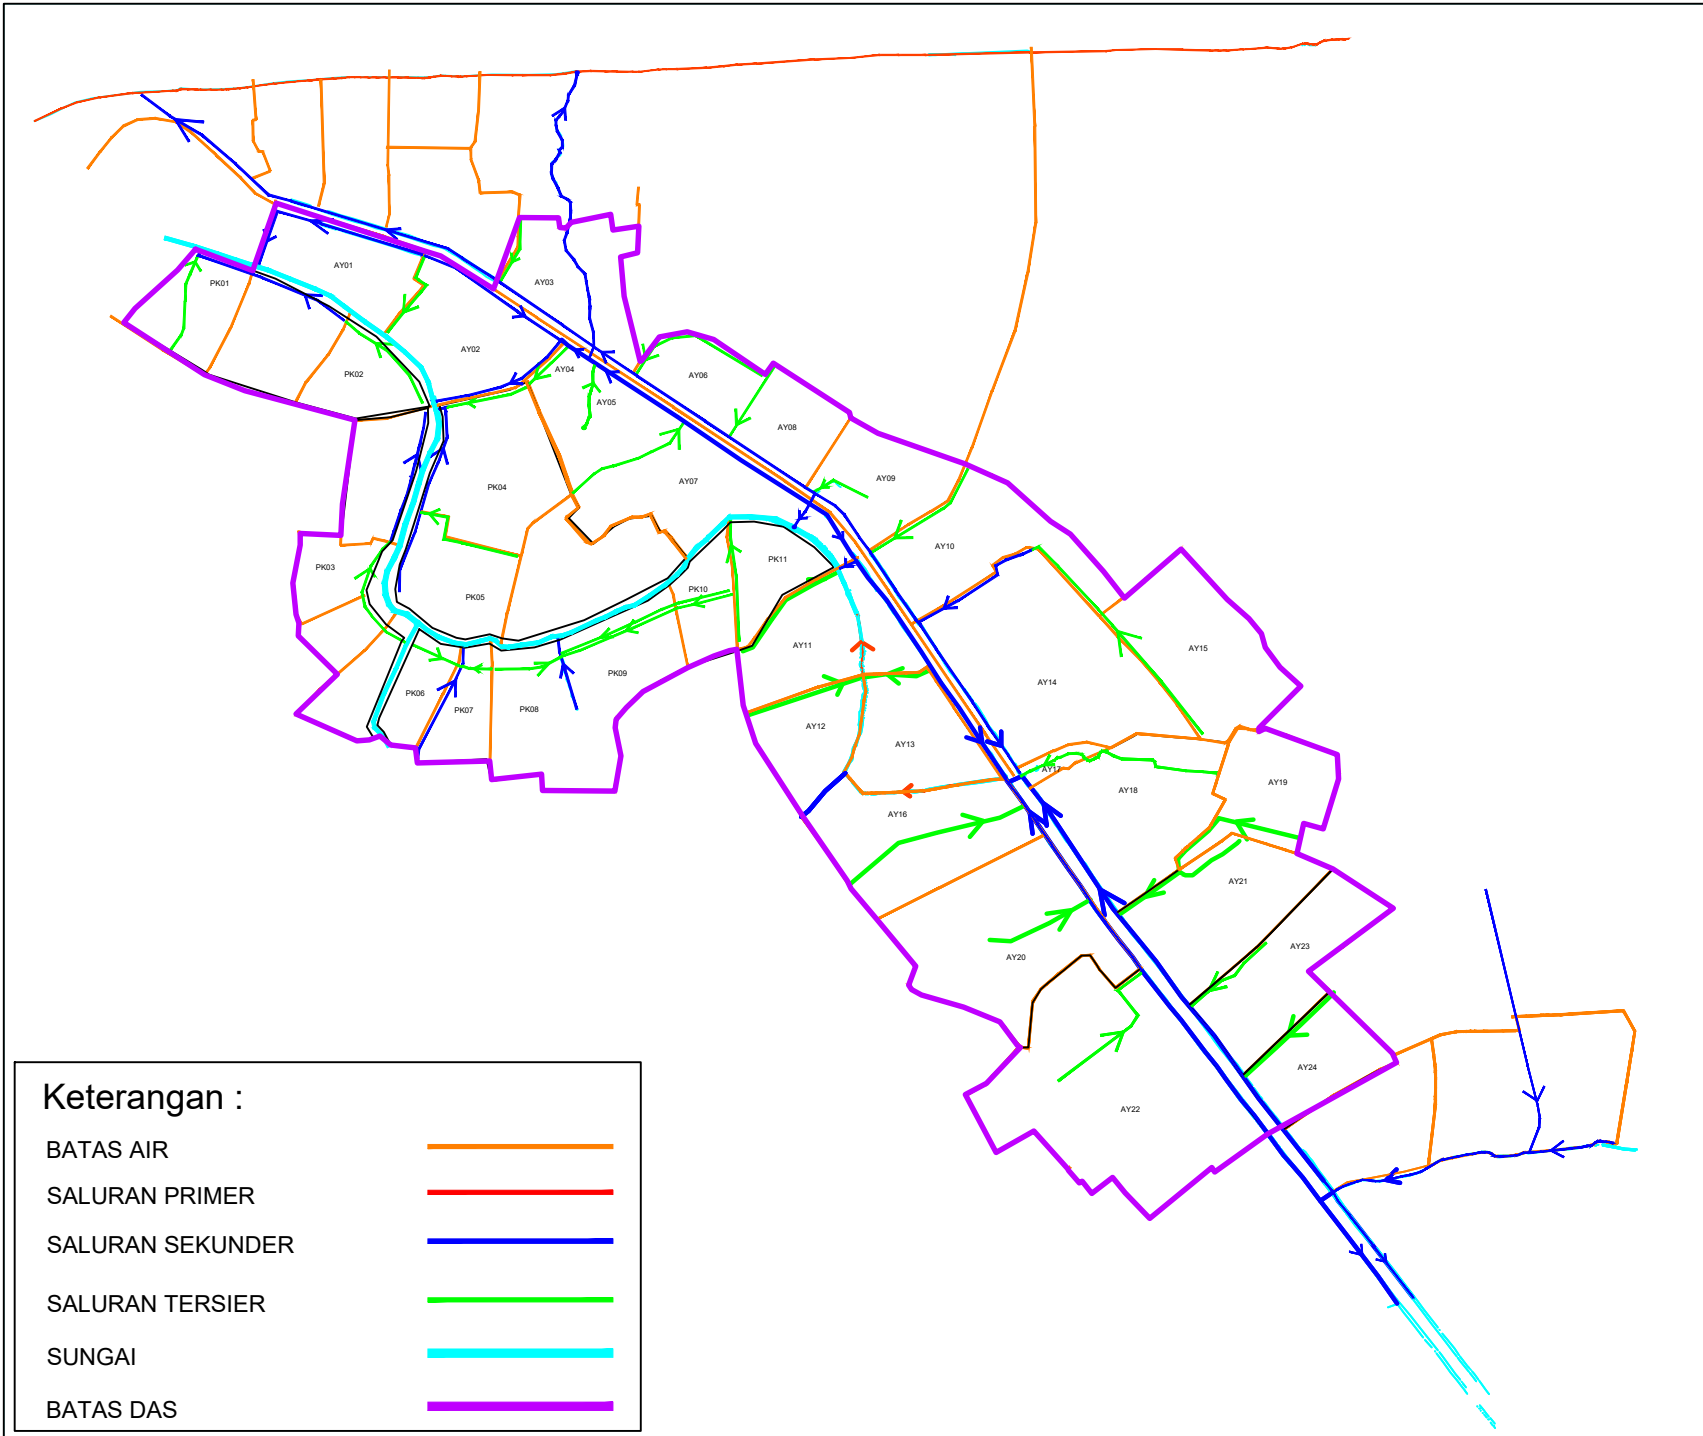 AY01
PK01
AY03
AY02
PK02
AY04
AY06
AY05
AY08
AY09
AY07
PK04
AY10
PK11
PK03
PK10
PK05
AY11
AY15
PK09
AY14
PK06
PK07
PK08
AY12
AY13
AY17
AY19
AY18
AY16
AY21
AY23
AY20
AY24
AY22
Keterangan :
BATAS AIR
SALURAN PRIMER
SALURAN SEKUNDER
SALURAN TERSIER
SUNGAI
BATAS DAS